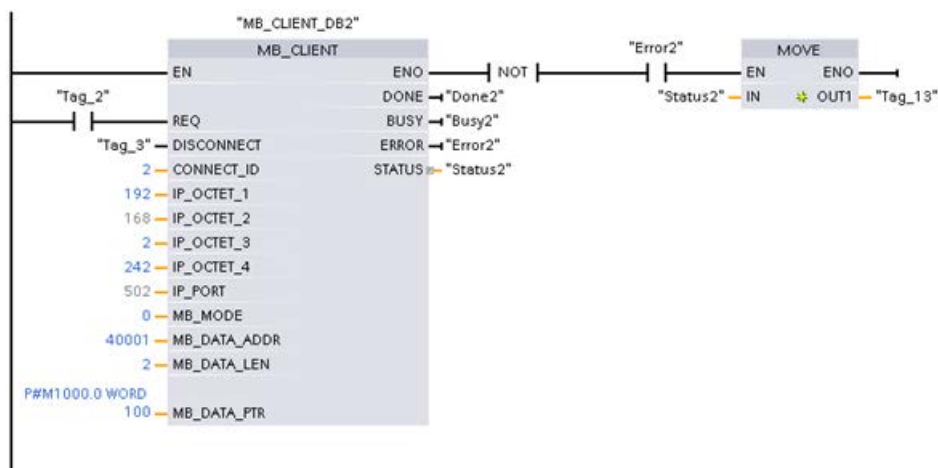 "MB_CLIENT_DB2"
MB_CLIENT
"Error2"
MOVE
EN ENO NOT EN ENO
"Tag_2" DONE "Done2" "Status2" IN OUT1 "Tag_13"
REQ BUSY "Busy2"
"Tag_3" DISCONNECT ERROR "Error2"
2 CONNECT_ID STATUS "Status2"
192 IP_OCTET_1
168 IP_OCTET_2
2 IP_OCTET_3
242 IP_OCTET_4
502 IP_PORT
0 MB_MODE
40001 MB_DATA_ADDR
2 MB_DATA_LEN
P#M1000.0 WORD
100 MB_DATA_PTR